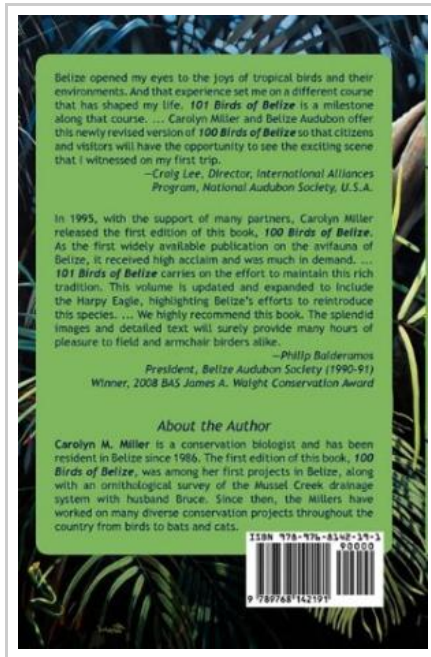 Belize opened my eyes to the joys of tropical birds and their
environments. And that experience set me on a different course
that has shaped my life. 101 Birds of Belize is a milestone
along that course. ... Carolyn Miller and Belize Audubon offer
this newly revised version of 100 Birds of Belize so that citizens
and visitors will have the opportunity to see the exciting scene
that I witnessed on my first trip.
—Craig Lee, Director, International Alliances
Program, National Audubon Society, U.S.A.
In 1995, with the support of many partners, Carolyn Miller
released the first edition of this book, 100 Birds of Belize.
As the first widely available publication on the avifauna of
Belize, it received high acclaim and was much in demand. ...
101 Birds of Belize carries on the effort to maintain this rich
tradition. This volume is updated and expanded to include
the Harpy Eagle, highlighting Belize's efforts to reintroduce
this species. ... We highly recommend this book. The splendid
images and detailed text will surely provide many hours of
pleasure to field and armchair birders alike.
—Philip Balderamos
President, Belize Audubon Society (1990-91)
Winner, 2008 BAS James A. Waight Conservation Award
About the Author
Carolyn M. Miller is a conservation biologist and has been
resident in Belize since 1986. The first edition of this book, 100
Birds of Belize, was among her first projects in Belize, along
with an ornithological survey of the Mussel Creek drainage
system with husband Bruce. Since then, the Millers have
worked on many diverse conservation projects throughout the
country from birds to bats and cats.
ISBN 978-976-8142-19-1
90000
9 789768 142191